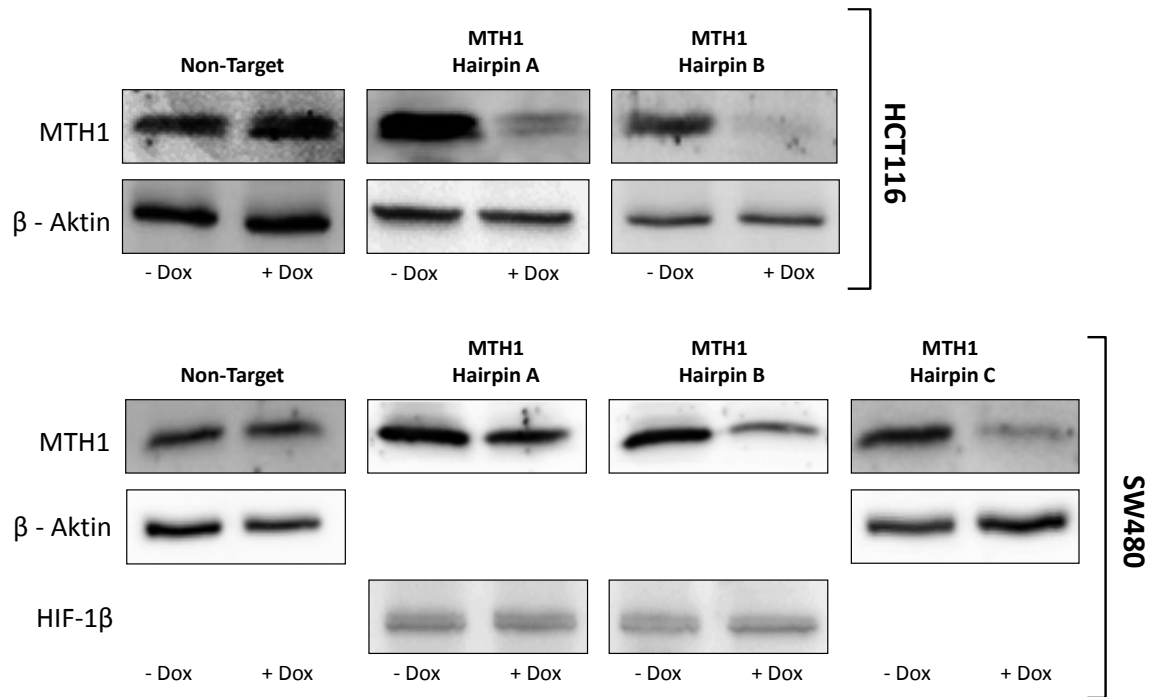 Non-Target
MTH1
Hairpin A
MTH1
Hairpin B
MTH1
β - Aktin
- Dox + Dox - Dox + Dox - Dox + Dox
HCT116
Non-Target
MTH1
Hairpin A
MTH1
Hairpin B
MTH1
Hairpin C
MTH1
β - Aktin
HIF-1β
- Dox + Dox - Dox + Dox - Dox + Dox - Dox + Dox
SW480